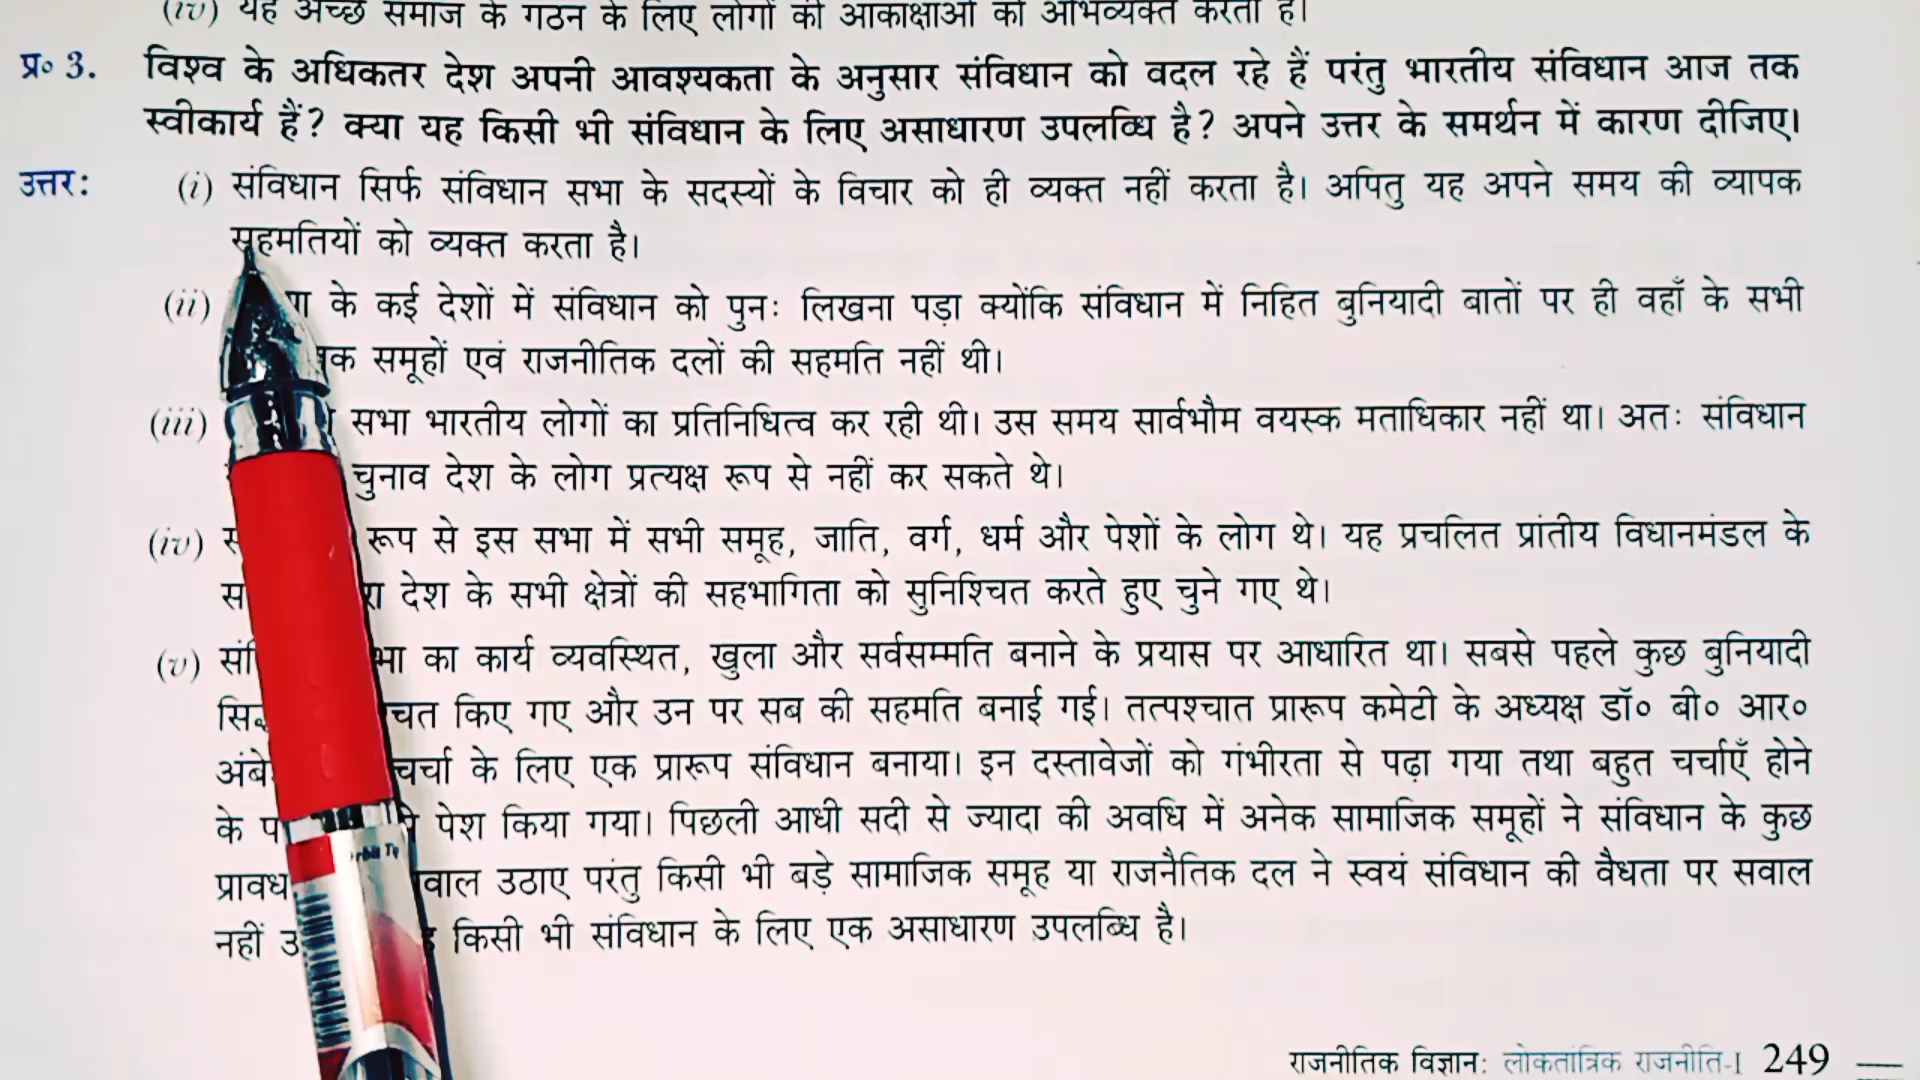 (iv) यह अच्छे समाज के गठन के लिए लोगों की आकांक्षाओं को अभिव्यक्त करता है।
प्र० 3. विश्व के अधिकतर देश अपनी आवश्यकता के अनुसार संविधान को वदल रहे हैं परंतु भारतीय संविधान आज तक
स्वीकार्य हैं? क्या यह किसी भी संविधान के लिए असाधारण उपलब्धि है? अपने उत्तर के समर्थन में कारण दीजिए।
उत्तर: (i) संविधान सिर्फ संविधान सभा के सदस्यों के विचार को ही व्यक्त नहीं करता है। अपितु यह अपने समय की व्यापक
सहमतियों को व्यक्त करता है।
(ii) के कई देशों में संविधान को पुनः लिखना पड़ा क्योंकि संविधान में निहित बुनियादी बातों पर ही वहाँ के सभी
समूहों एवं राजनीतिक दलों की सहमति नहीं थी।
(iii) सभा भारतीय लोगों का प्रतिनिधित्व कर रही थी। उस समय सार्वभौम वयस्क मताधिकार नहीं था। अतः संविधान
चुनाव देश के लोग प्रत्यक्ष रूप से नहीं कर सकते थे।
(iv) रूप से इस सभा में सभी समूह, जाति, वर्ग, धर्म और पेशों के लोग थे। यह प्रचलित प्रांतीय विधानमंडल के
देश के सभी क्षेत्रों की सहभागिता को सुनिश्चित करते हुए चुने गए थे।
(v) का कार्य व्यवस्थित, खुला और सर्वसम्मति बनाने के प्रयास पर आधारित था। सबसे पहले कुछ बुनियादी
किए गए और उन पर सब की सहमति बनाई गई। तत्पश्चात प्रारूप कमेटी के अध्यक्ष डॉ० बी० आर०
चर्चा के लिए एक प्रारूप संविधान बनाया। इन दस्तावेजों को गंभीरता से पढ़ा गया तथा बहुत चर्चाएँ होने
के पेश किया गया। पिछली आधी सदी से ज्यादा की अवधि में अनेक सामाजिक समूहों ने संविधान के कुछ
उठाए परंतु किसी भी बड़े सामाजिक समूह या राजनैतिक दल ने स्वयं संविधान की वैधता पर सवाल
नहीं किसी भी संविधान के लिए एक असाधारण उपलब्धि है।
राजनीतिक विज्ञान: लोकतांत्रिक राजनीति-I 249